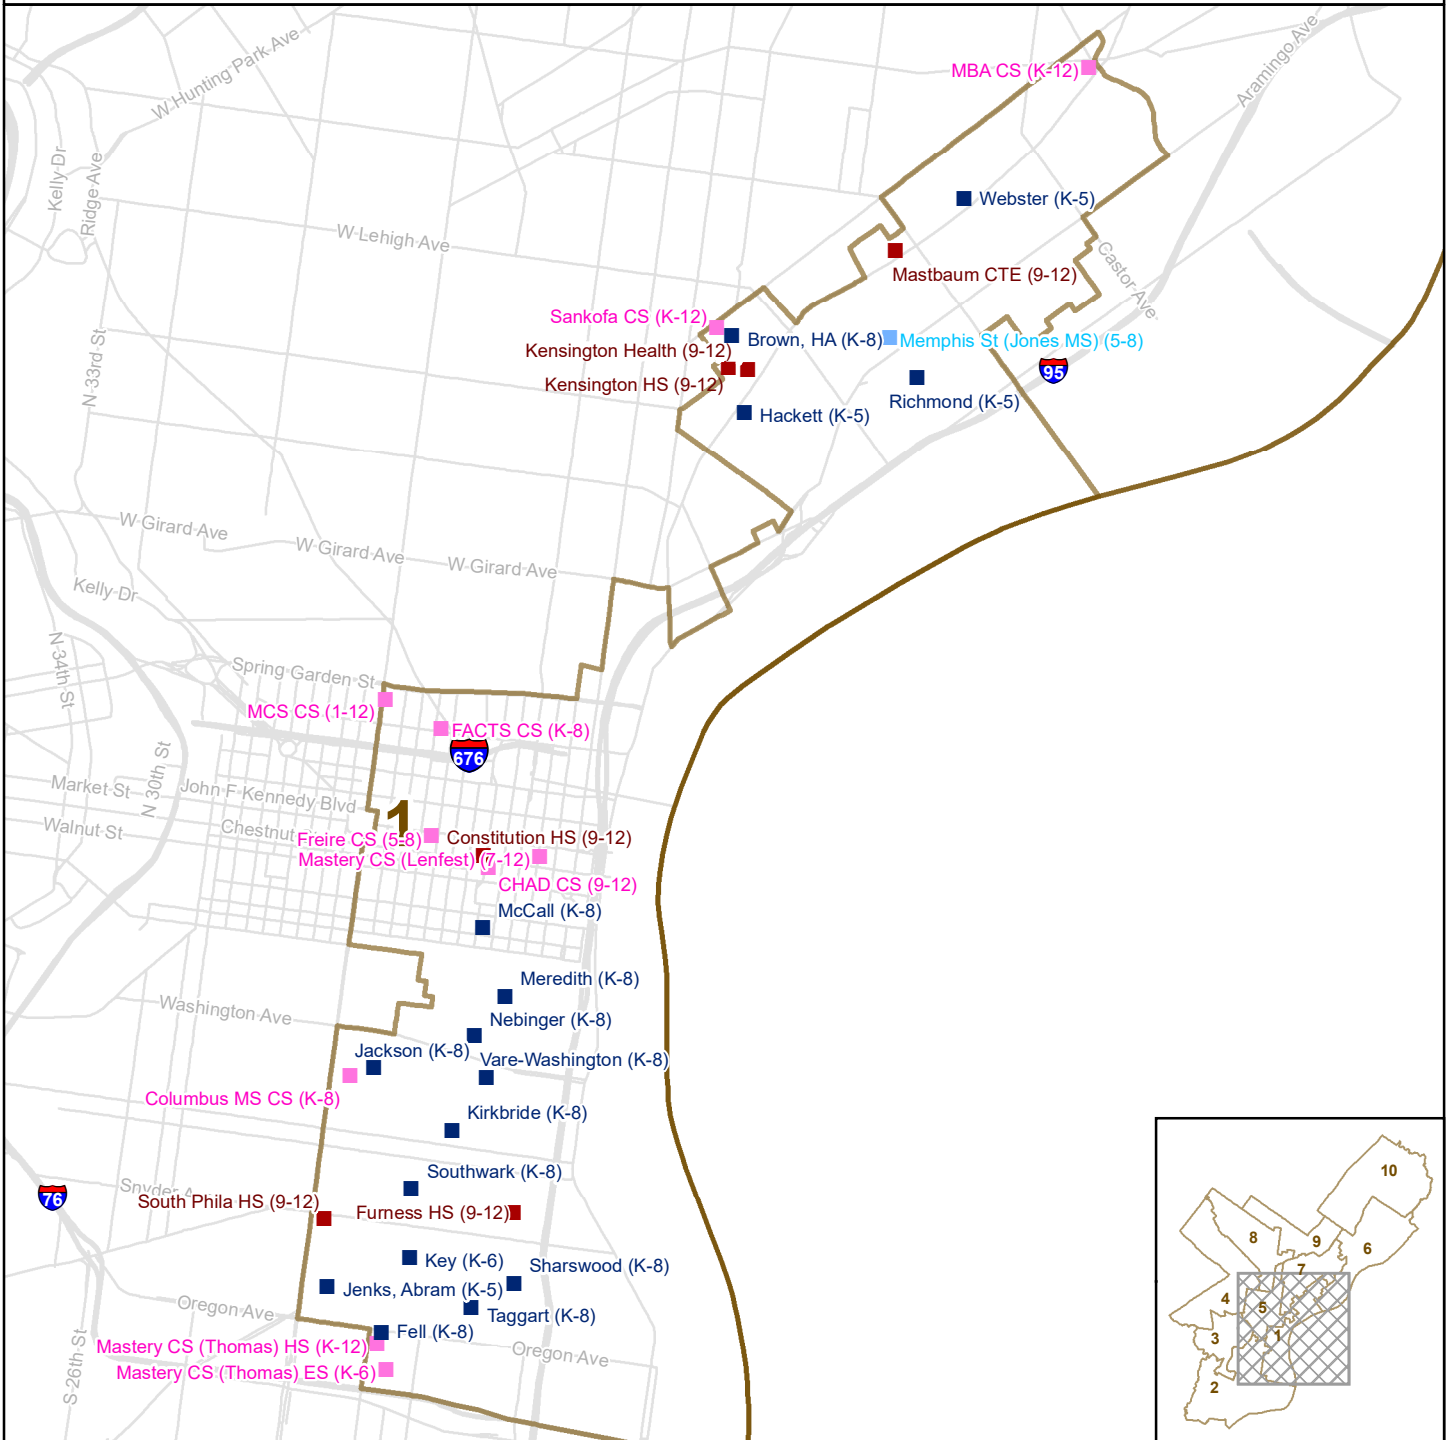 MBA CS (K-12)
Aramingo Ave
W Hunting Park Ave
Kelly Dr
Ridge Ave
Webster (K-5)
W Lehigh Ave
Castor Ave
Mastbaum CTE (9-12)
Sankofa CS (K-12)
Brown, HA (K-8)
Memphis St (Jones MS) (5-8)
Kensington Health (9-12)
N 33rd St
95
Kensington HS (9-12)
Richmond (K-5)
Hackett (K-5)
W Girard Ave
W Girard Ave
W Girard Ave
Kelly Dr
N 34th St
Spring Garden St
MCS CS (1-12)
FACTS CS (K-8)
676
N 30th St
Market St
John F Kennedy Blvd
1
Walnut St
Chestnut
Freire CS (5-8)
Constitution HS (9-12)
Mastery CS (Lenfest) (7-12)
CHAD CS (9-12)
McCall (K-8)
Meredith (K-8)
Washington Ave
Nebinger (K-8)
Jackson (K-8)
Vare-Washington (K-8)
Columbus MS CS (K-8)
Kirkbride (K-8)
Southwark (K-8)
76
Snyder A
South Phila HS (9-12)
Furness HS (9-12)
Key (K-6)
Sharswood (K-8)
Jenks, Abram (K-5)
Oregon Ave
Taggart (K-8)
Fell (K-8)
Mastery CS (Thomas) HS (K-12)
Oregon Ave
Mastery CS (Thomas) ES (K-6)
S 26th St
10
8
9
6
7
4
5
3
1
2